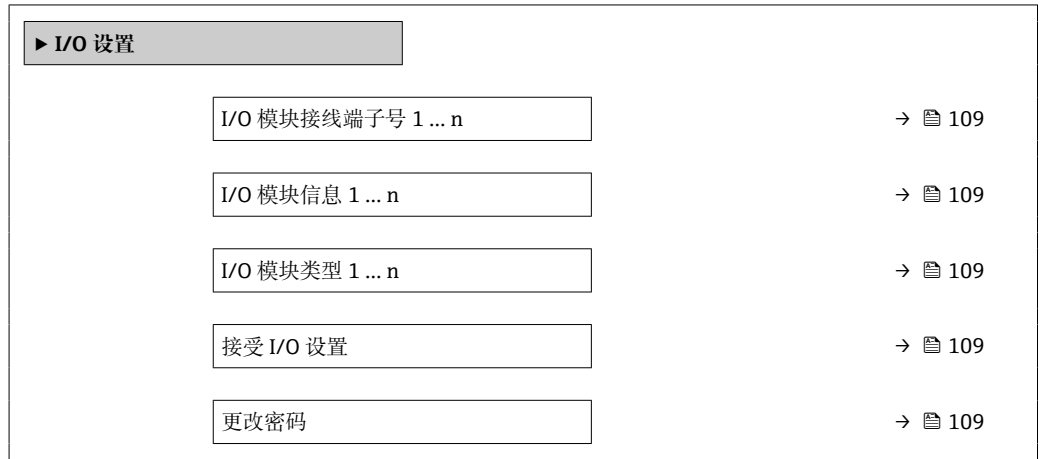 ► I/O 设置
I/O 模块接线端子号 1 ... n → 109
I/O 模块信息 1 ... n → 109
I/O 模块类型 1 ... n → 109
接受 I/O 设置 → 109
更改密码 → 109